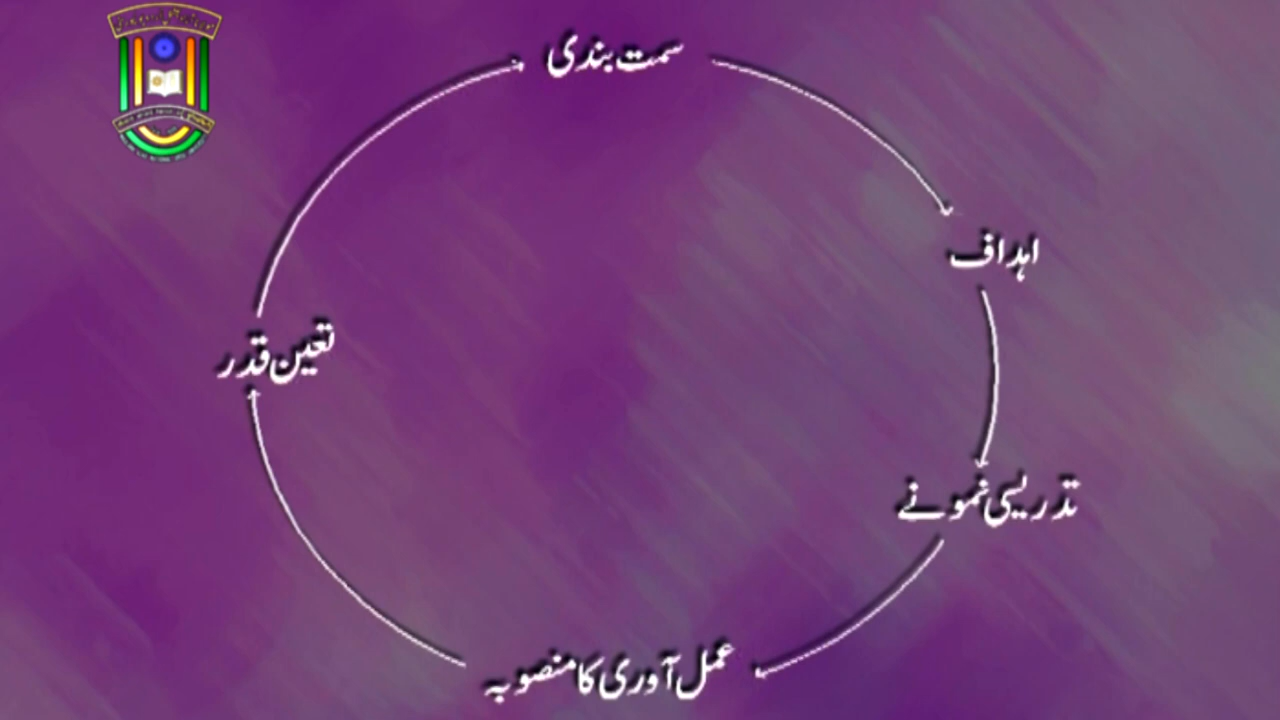 سمت بندی
اہداف
تدریسی نمونے
عمل آوری کا منصوبہ
تعین قدر